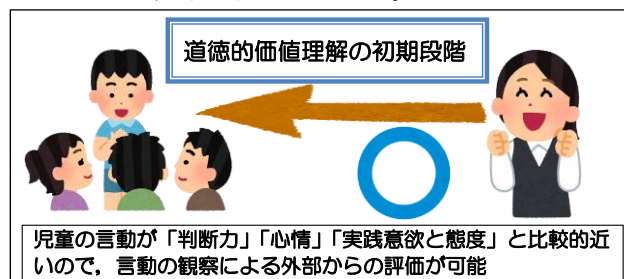 道徳的価値理解の初期段階
児童の言動が「判断力」「心情」「実践意欲と態度」と比較的近
いので，言動の観察による外部からの評価が可能